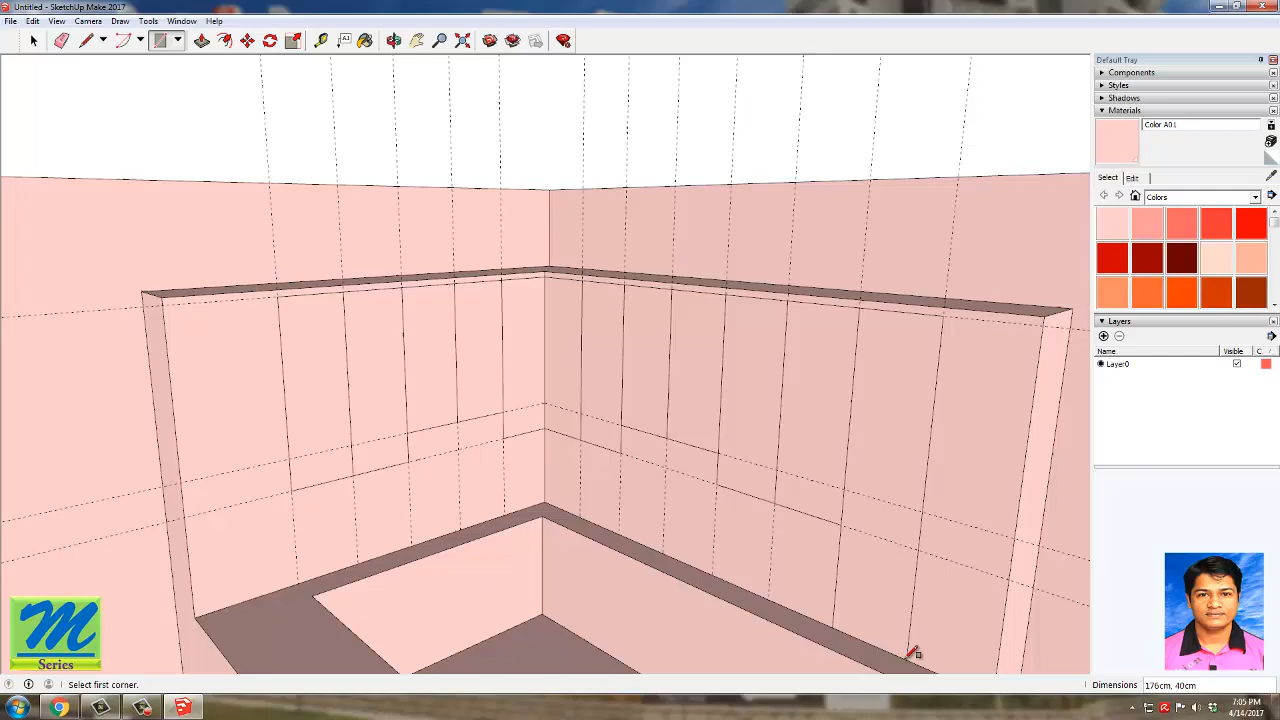 Untitled - SketchUp Make 2017
File Edit View Camera Draw Tools Window Help
A1
Default Tray
Components
Styles
Shadows
Materials
Color A01
Select Edit
Colors
Layers
Name Visible C
Layer0
M
Series
Select first corner.
Dimensions 176cm, 40cm
7:05 PM
4/14/2017